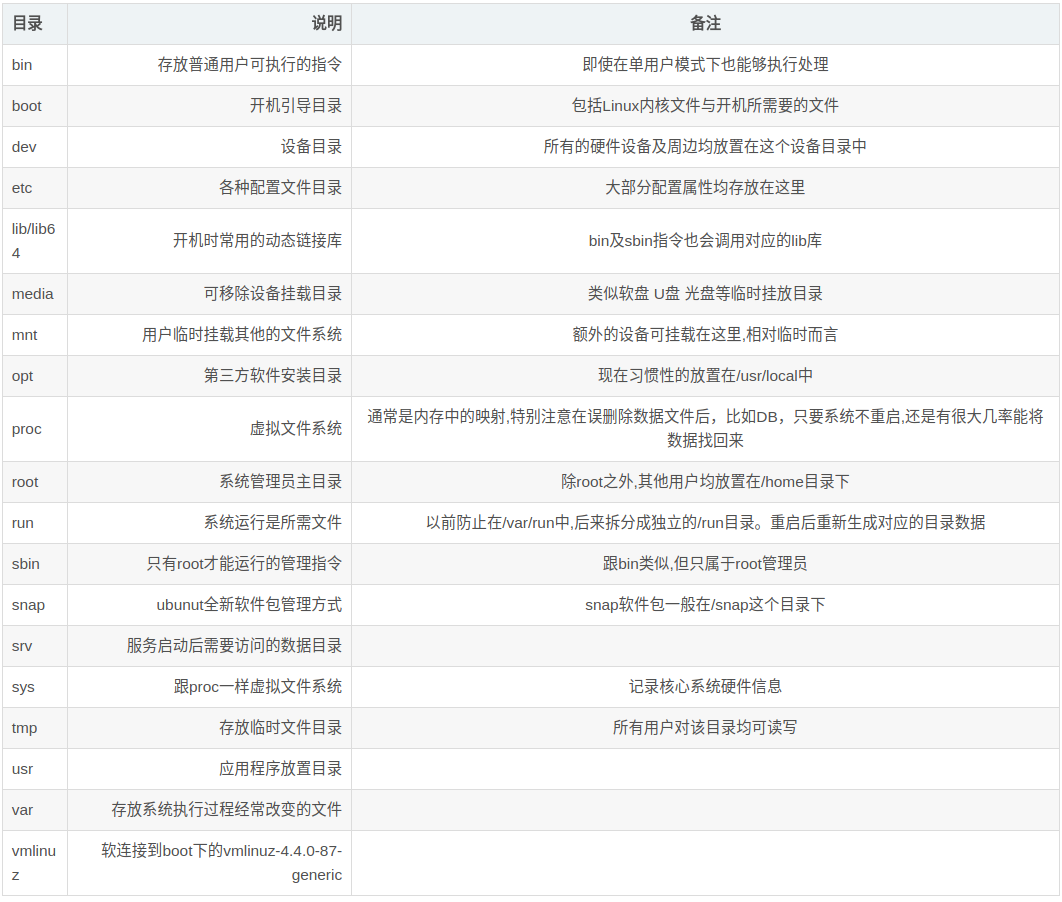 目录 说明 备注
bin 存放普通用户可执行的指令 即使在单用户模式下也能够执行处理
boot 开机引导目录 包括Linux内核文件与开机所需要的文件
dev 设备目录 所有的硬件设备及周边均放置在这个设备目录中
etc 各种配置文件目录 大部分配置属性均存放在这里
lib/lib6
4 开机时常用的动态链接库 bin及sbin指令也会调用对应的lib库
media 可移除设备挂载目录 类似软盘 U盘 光盘等临时挂放目录
mnt 用户临时挂载其他的文件系统 额外的设备可挂载在这里,相对临时而言
opt 第三方软件安装目录 现在习惯性的放置在/usr/local中
proc 虚拟文件系统 通常是内存中的映射,特别注意在误删除数据文件后，比如DB，只要系统不重启,还是有很大几率能将
数据找回来
root 系统管理员主目录 除root之外,其他用户均放置在/home目录下
run 系统运行是所需文件 以前防止在/var/run中,后来拆分成独立的/run目录。重启后重新生成对应的目录数据
sbin 只有root才能运行的管理指令 跟bin类似,但只属于root管理员
snap ubunut全新软件包管理方式 snap软件包一般在/snap这个目录下
srv 服务启动后需要访问的数据目录
sys 跟proc一样虚拟文件系统 记录核心系统硬件信息
tmp 存放临时文件目录 所有用户对该目录均可读写
usr 应用程序放置目录
var 存放系统执行过程经常改变的文件
vmlinu 软连接到boot下的vmlinuz-4.4.0-87-
z generic